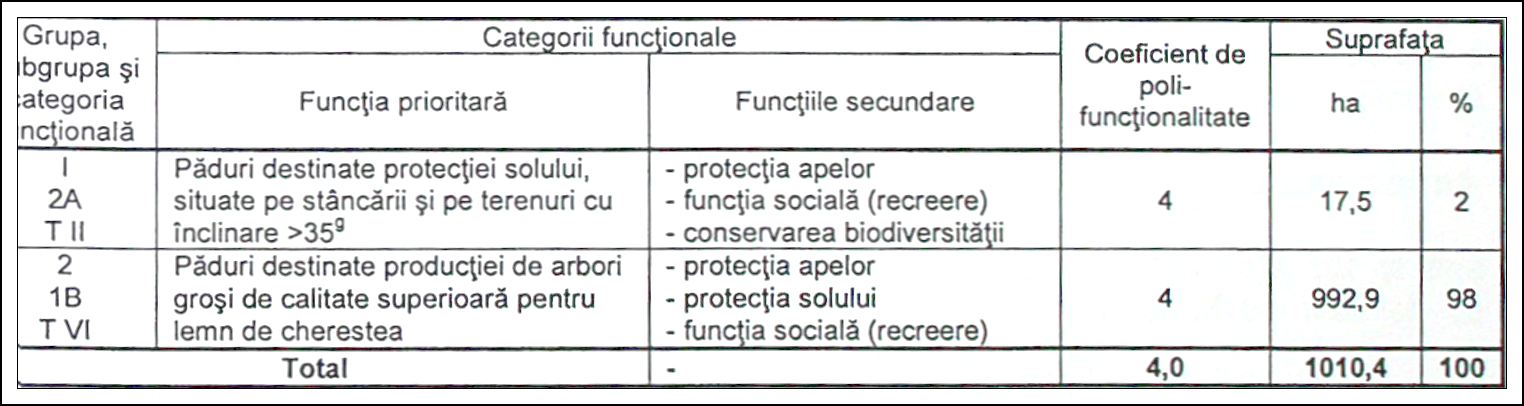 Grupa,
bgrupa şi
ategoria
ncţională
Categorii funcţionale
Funcţia prioritară
Funcţiile secundare
Coeficient de
poli-
funcţionalitate
Suprafaţa
ha
%
I
2A
T II
Păduri destinate protecţiei solului,
situate pe stâncării şi pe terenuri cu
înclinare >35g
- protecţia apelor
- funcţia socială (recreere)
- conservarea biodiversităţii
4
17,5
2
2
1B
T VI
Păduri destinate producţiei de arbori
groşi de calitate superioară pentru
lemn de cherestea
- protecţia apelor
- protecţia solului
- funcţia socială (recreere)
4
992,9
98
Total
-
4,0
1010,4
100